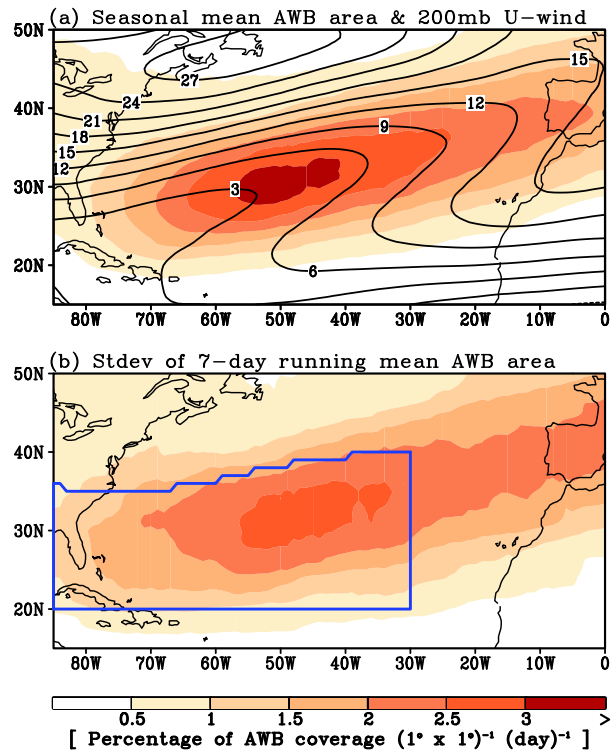 (a) Seasonal mean AWB area & 200mb U-wind
50N
40N
30N
20N
27
24
21
18
15
12
9
12
15
3
6
80W 70W 60W 50W 40W 30W 20W 10W 0
(b) Stdev of 7-day running mean AWB area
50N
40N
30N
20N
80W 70W 60W 50W 40W 30W 20W 10W 0
0.5 1 1.5 2 2.5 3 >
[ Percentage of AWB coverage (1° x 1°)⁻¹ (day)⁻¹ ]